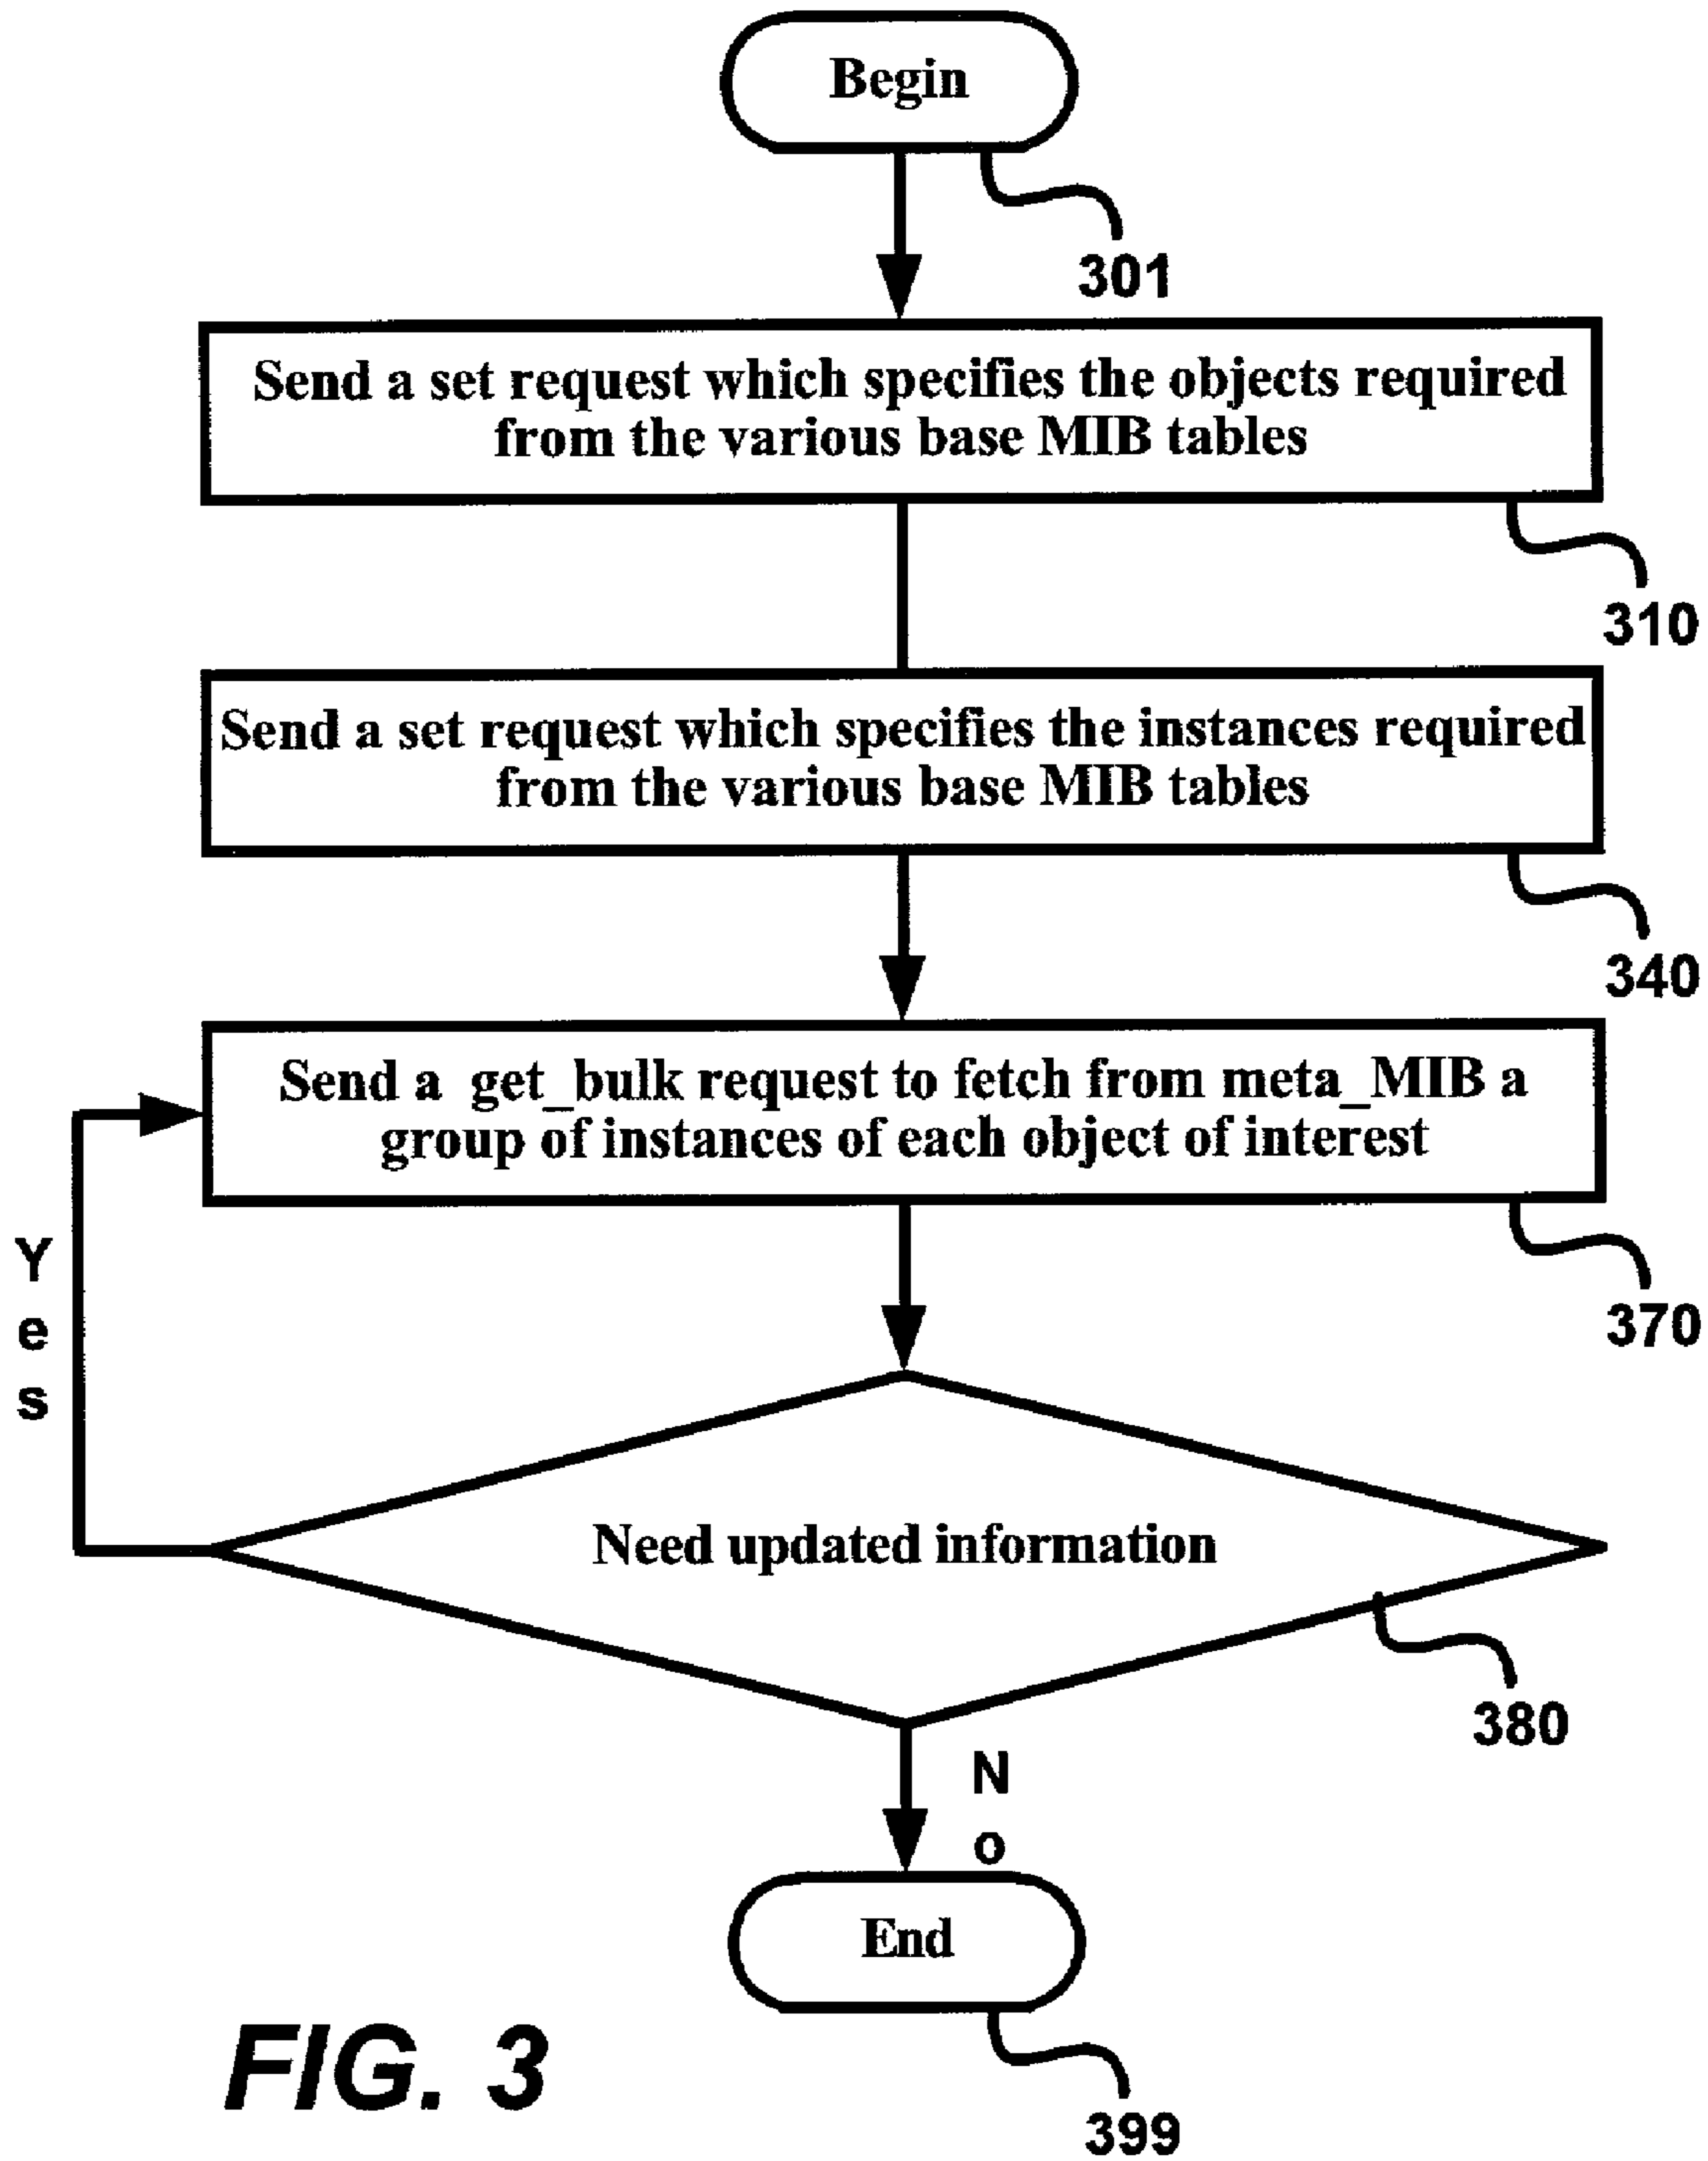 Begin
301
Send a set request which specifies the objects required
from the various base MIB tables
310
Send a set request which specifies the instances required
from the various base MIB tables
340
Send a get_bulk request to fetch from meta_MIB a
group of instances of each object of interest
370
Yes
Need updated information
380
No
End
399
FIG. 3